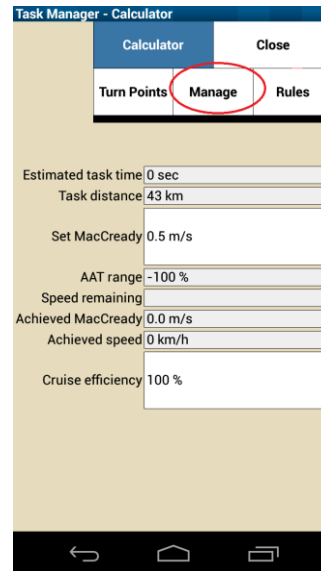 Task Manager - Calculator
Calculator Close
Turn Points Manage Rules
Estimated task time 0 sec
Task distance 43 km
Set MacCready 0.5 m/s
AAT range -100 %
Speed remaining
Achieved MacCready 0.0 m/s
Achieved speed 0 km/h
Cruise efficiency 100 %